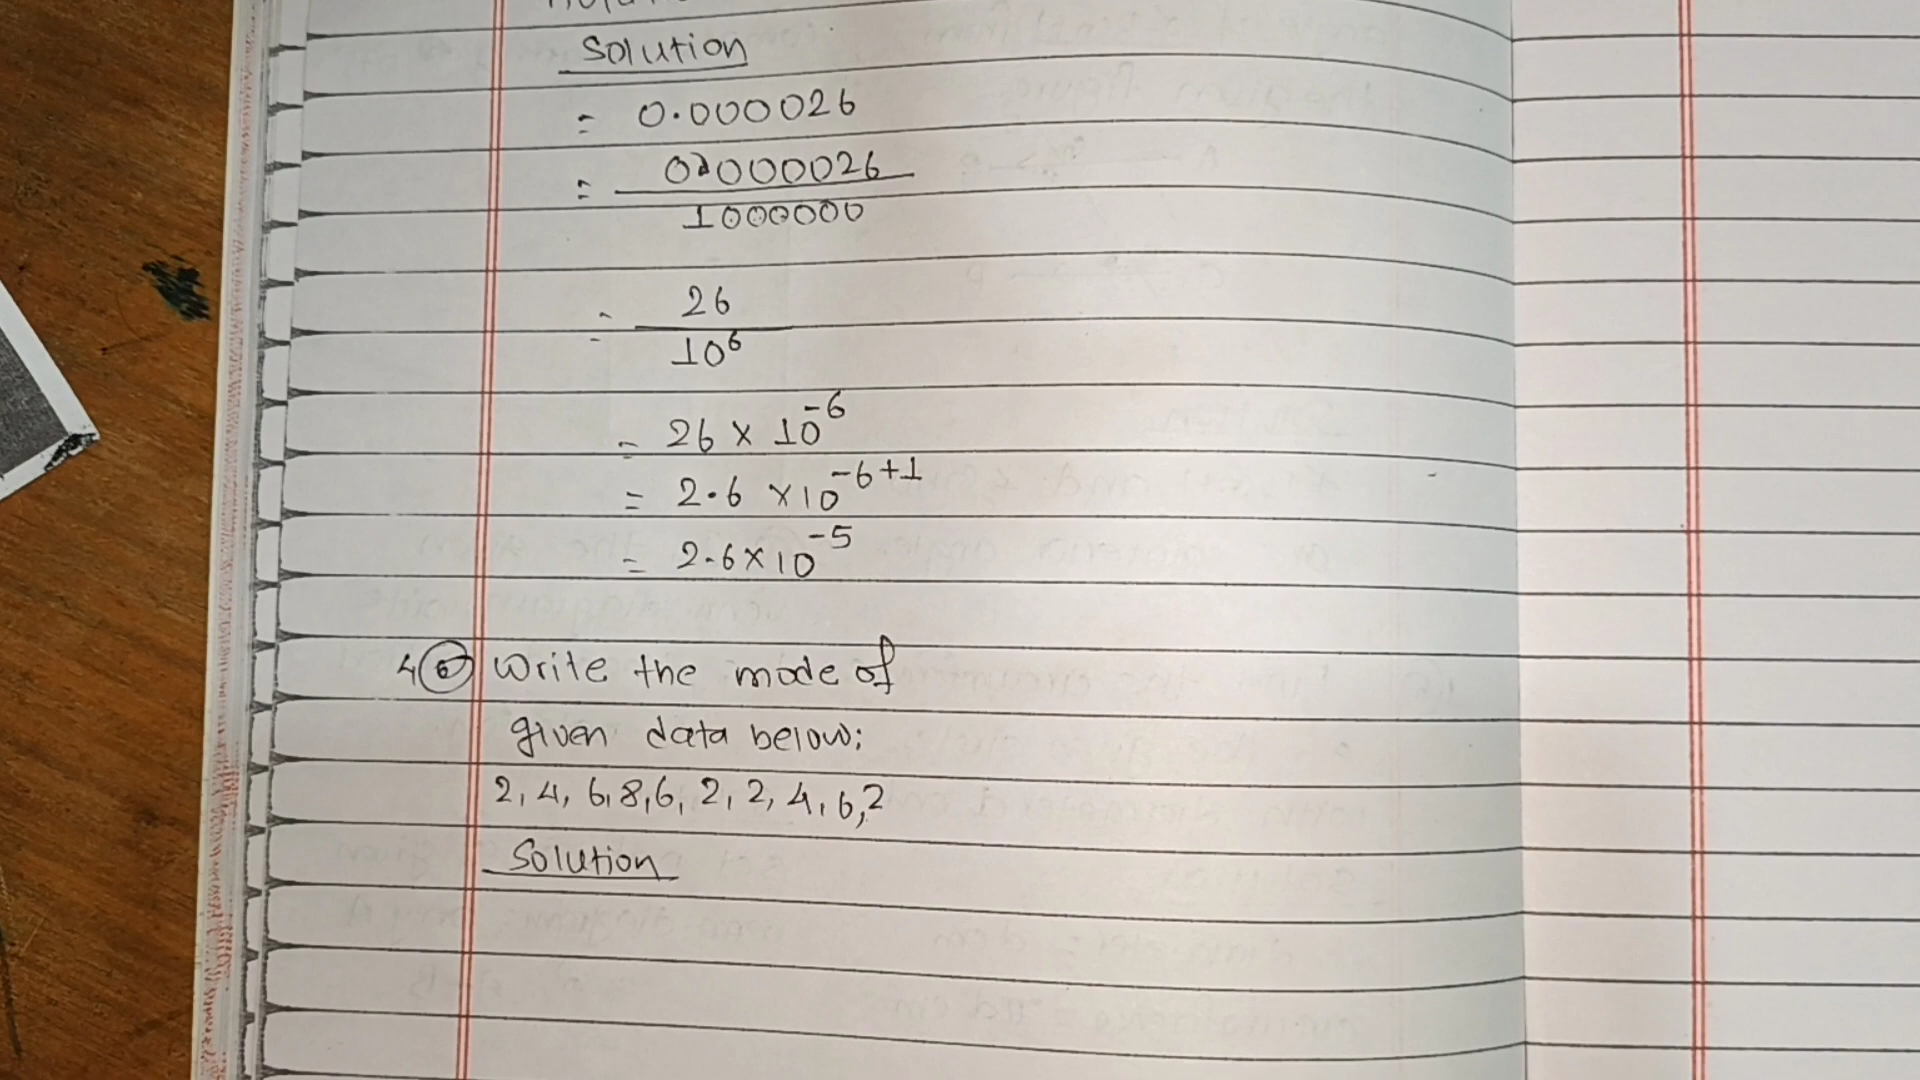 Solution
= 0.000026
= 0000026
1000000
= 26
10⁶
= 26 × 10⁻⁶
= 2.6 × 10⁻⁶⁺¹
= 2.6 × 10⁻⁵
4 Write the mode of
given data below;
2, 4, 6, 8, 6, 2, 2, 4, 6, 2
Solution